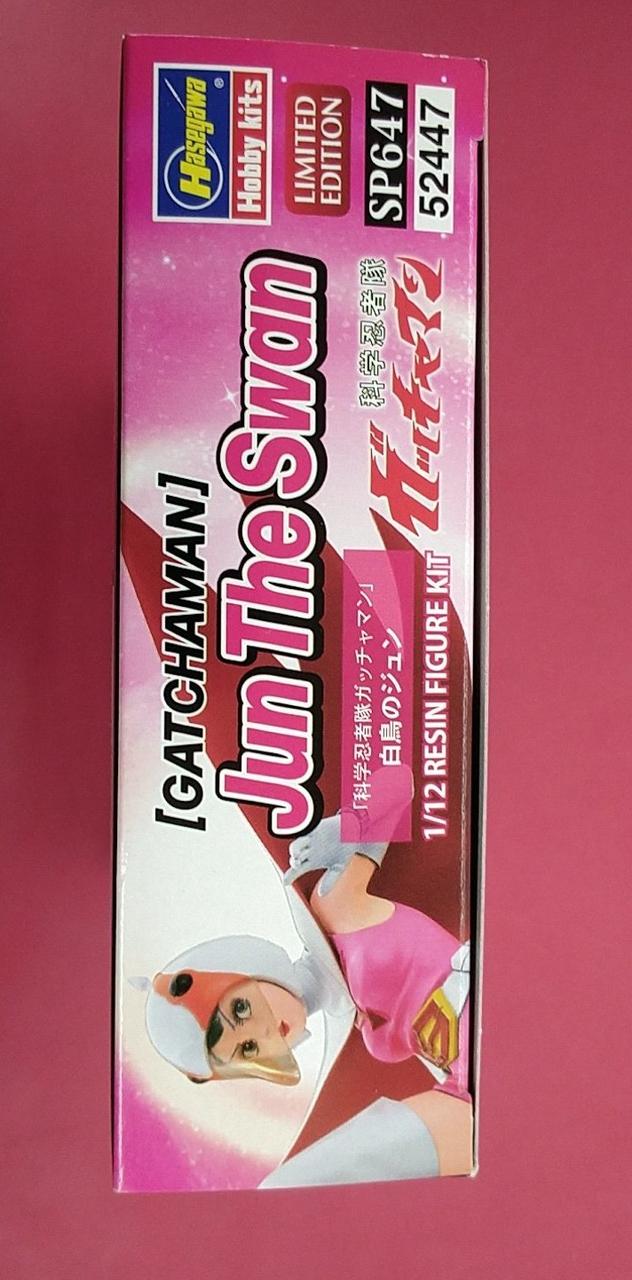 [GATCHAMAN]
Jun The Swan
「科学忍者隊ガッチャマン」
白鳥のジュン
1/12 RESIN FIGURE KIT
科学忍者隊
ガッチャマン
Hasegawa®
Hobby kits
LIMITED
EDITION
SP647
52447